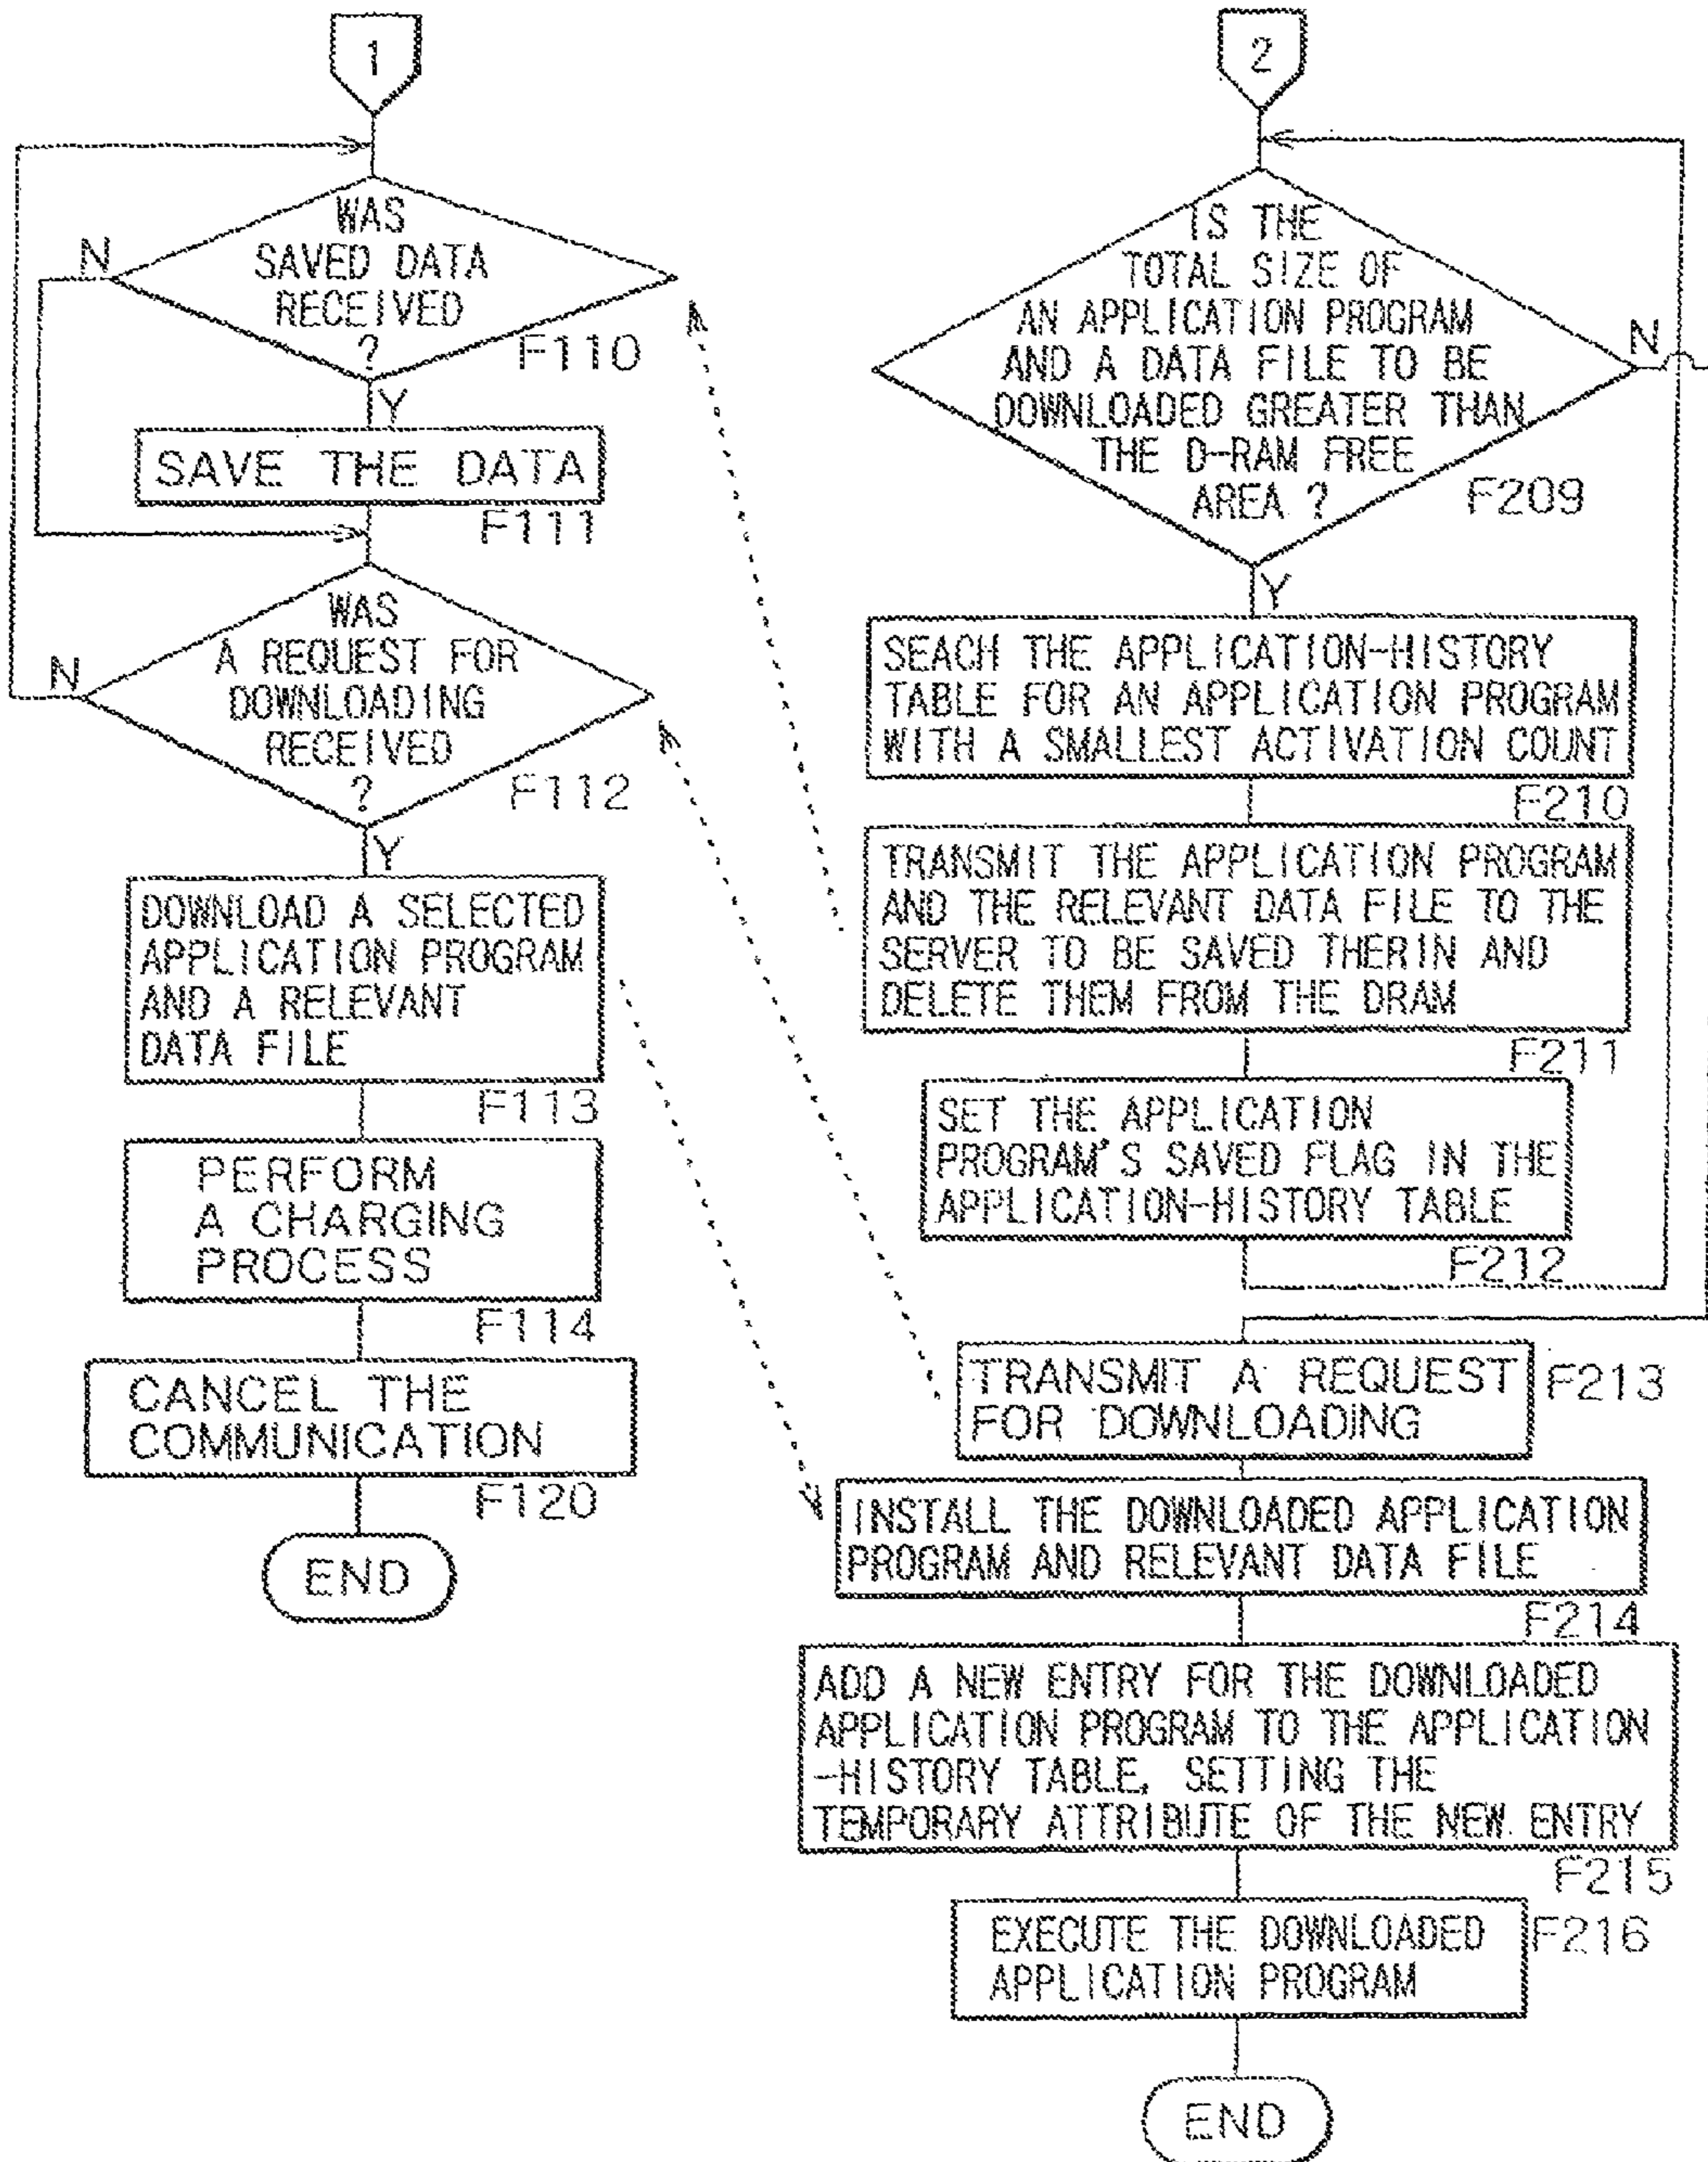 1
WAS
SAVED DATA
RECEIVED
?
N
F110
Y
SAVE THE DATA
F111
WAS
A REQUEST FOR
DOWNLOADING
RECEIVED
?
N
F112
Y
DOWNLOAD A SELECTED
APPLICATION PROGRAM
AND A RELEVANT
DATA FILE
F113
PERFORM
A CHARGING
PROCESS
F114
CANCEL THE
COMMUNICATION
F120
END
2
IS THE
TOTAL SIZE OF
AN APPLICATION PROGRAM
AND A DATA FILE TO BE
DOWNLOADED GREATER THAN
THE D-RAM FREE
AREA ?
N
F209
Y
SEACH THE APPLICATION-HISTORY
TABLE FOR AN APPLICATION PROGRAM
WITH A SMALLEST ACTIVATION COUNT
F210
TRANSMIT THE APPLICATION PROGRAM
AND THE RELEVANT DATA FILE TO THE
SERVER TO BE SAVED THERIN AND
DELETE THEM FROM THE DRAM
F211
SET THE APPLICATION
PROGRAM'S SAVED FLAG IN THE
APPLICATION-HISTORY TABLE
F212
TRANSMIT A REQUEST
FOR DOWNLOADING
F213
INSTALL THE DOWNLOADED APPLICATION
PROGRAM AND RELEVANT DATA FILE
F214
ADD A NEW ENTRY FOR THE DOWNLOADED
APPLICATION PROGRAM TO THE APPLICATION
-HISTORY TABLE, SETTING THE
TEMPORARY ATTRIBUTE OF THE NEW ENTRY
F215
EXECUTE THE DOWNLOADED
APPLICATION PROGRAM
F216
END